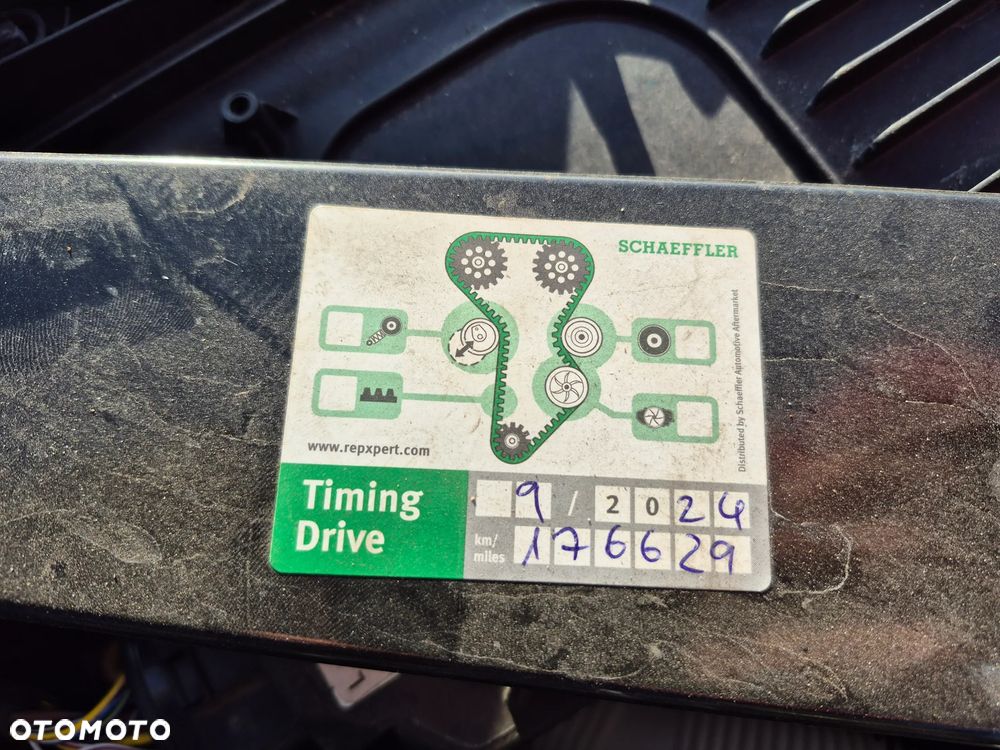 SCHAEFFLER
Distributed by Schaeffler Automotive Aftermarket
www.repxpert.com
Timing
Drive
9 / 2024
km/
miles
176629
OTOMOTO